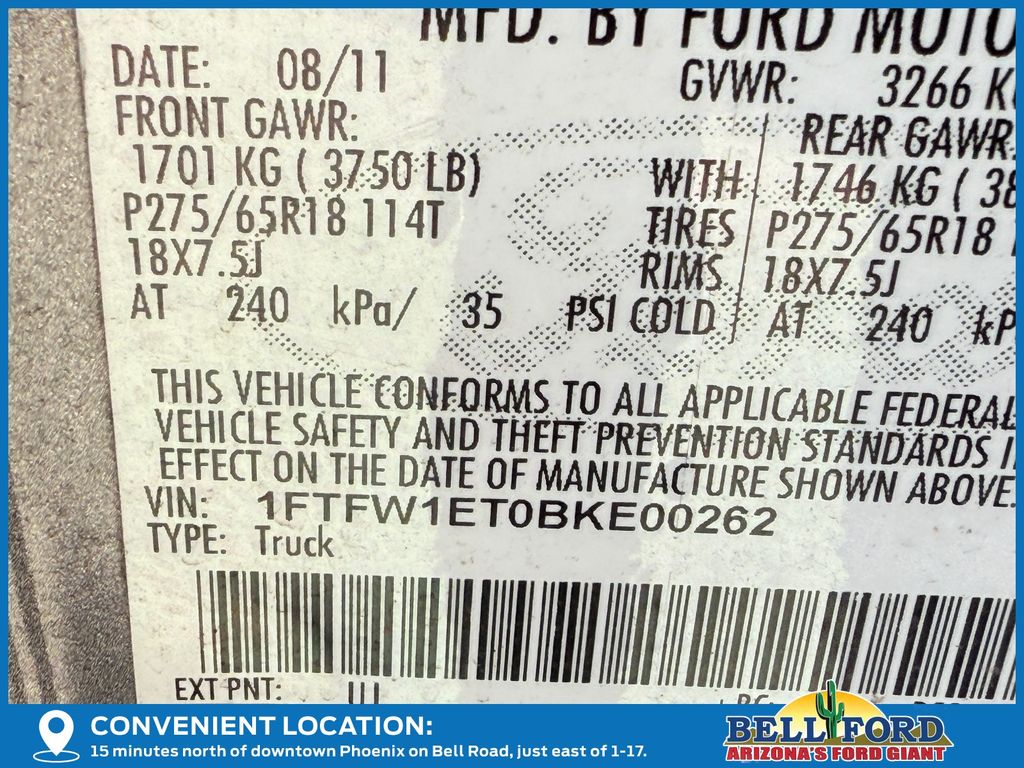 MFD. BY FORD MOTO
DATE: 08/11
GVWR: 3266 K
FRONT GAWR:
REAR GAWR
1701 KG ( 3750 LB)
WITH
1746 KG ( 38
P275/65R18 114T
TIRES
P275/65R18
18X7.5J
RIMS
18X7.5J
AT 240 kPa/ 35 PSI COLD
AT 240 kP
THIS VEHICLE CONFORMS TO ALL APPLICABLE FEDERAL
VEHICLE SAFETY AND THEFT PREVENTION STANDARDS I
EFFECT ON THE DATE OF MANUFACTURE SHOWN ABOVE.
VIN: 1FTFW1ET0BKE00262
TYPE: Truck
EXT PNT:
CONVENIENT LOCATION:
15 minutes north of downtown Phoenix on Bell Road, just east of 1-17.
BELL FORD
ARIZONA'S FORD GIANT